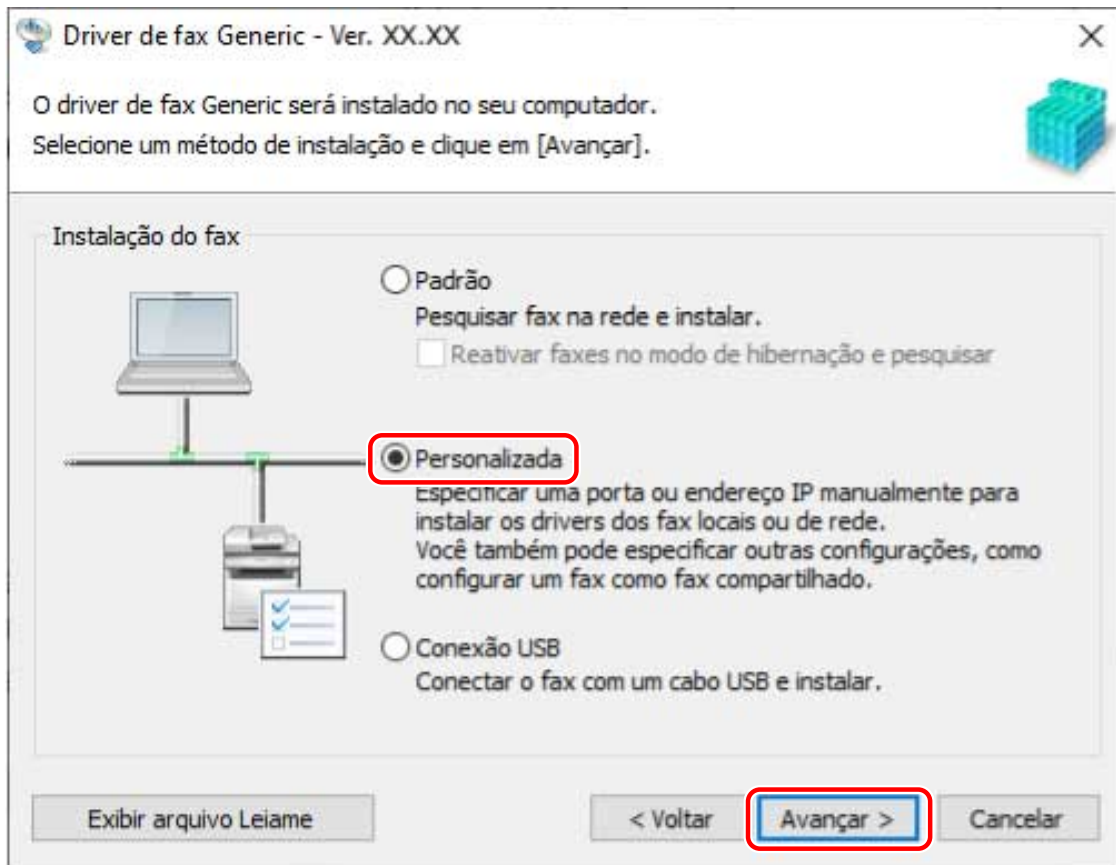 Driver de fax Generic - Ver. XX.XX
O driver de fax Generic será instalado no seu computador.
Selecione um método de instalação e clique em [Avançar].
Instalação do fax
Padrão
Pesquisar fax na rede e instalar.
Reativar faxes no modo de hibernação e pesquisar
Personalizada
Especificar uma porta ou endereço IP manualmente para
instalar os drivers dos fax locais ou de rede.
Você também pode especificar outras configurações, como
configurar um fax como fax compartilhado.
Conexão USB
Conectar o fax com um cabo USB e instalar.
Exibir arquivo Leiame
< Voltar
Avançar >
Cancelar